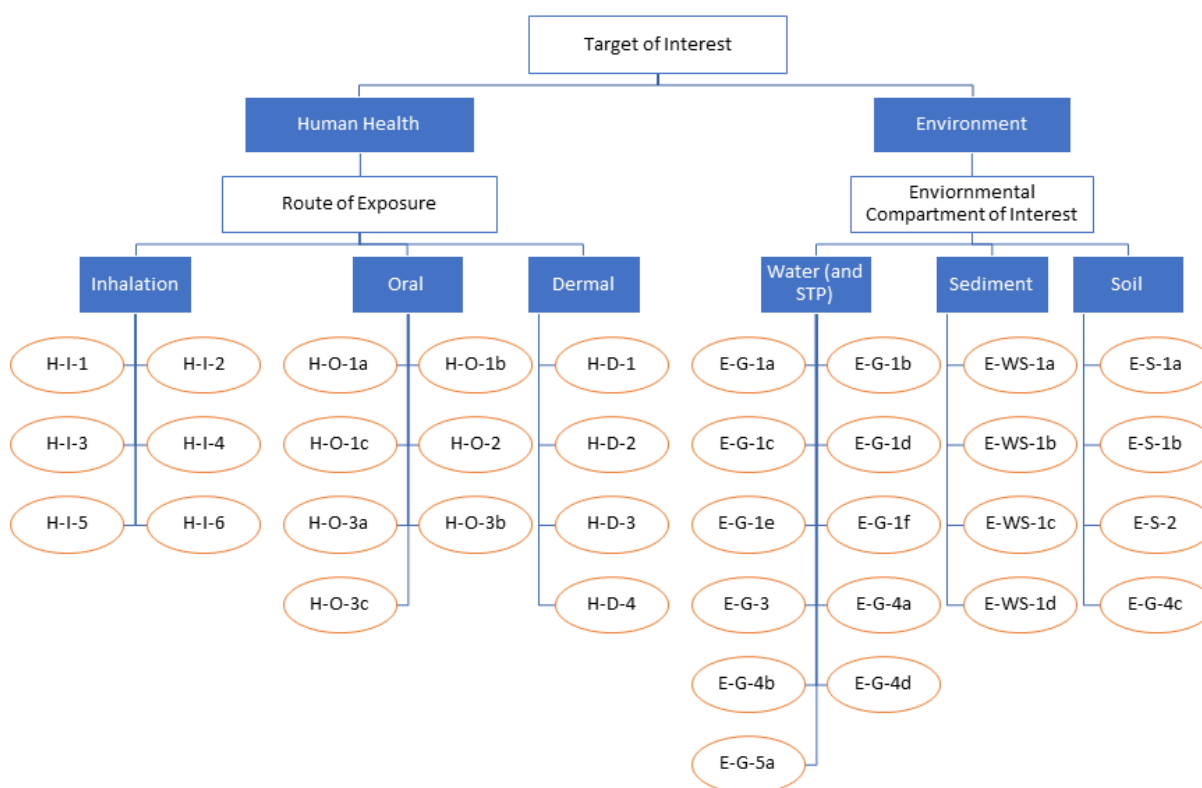 Target of Interest
Human Health
Environment
Route of Exposure
Enviornmental
Compartment of Interest
Inhalation
Oral
Dermal
Water (and
STP)
Sediment
Soil
H-I-1
H-I-2
H-O-1a
H-O-1b
H-D-1
E-G-1a
E-G-1b
E-WS-1a
E-S-1a
H-I-3
H-I-4
H-O-1c
H-O-2
H-D-2
E-G-1c
E-G-1d
E-WS-1b
E-S-1b
H-I-5
H-I-6
H-O-3a
H-O-3b
H-D-3
E-G-1e
E-G-1f
E-WS-1c
E-S-2
H-O-3c
H-D-4
E-G-3
E-G-4a
E-WS-1d
E-G-4c
E-G-4b
E-G-4d
E-G-5a